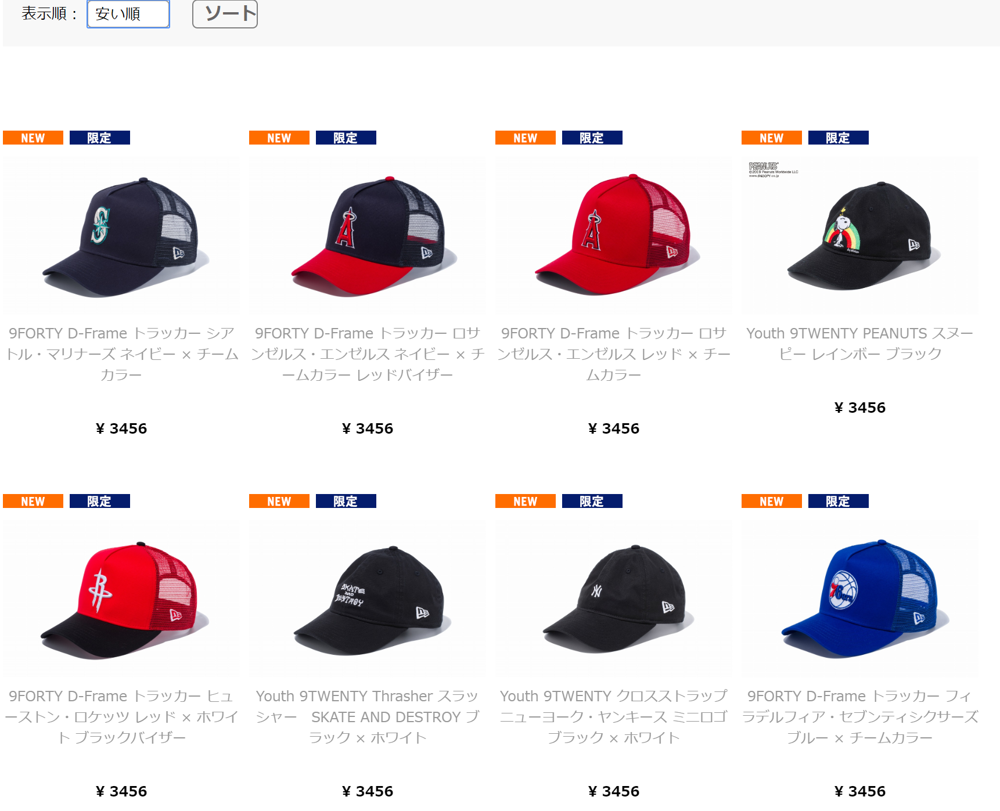 表示順： 安い順 ソート
NEW 限定 NEW 限定 NEW 限定 NEW 限定
PEANUTS
©2019 Peanuts Worldwide LLC
www.SNOOPY.co.jp
9FORTY D-Frame トラッカー シア
トル・マリナーズ ネイビー × チーム
カラー
¥ 3456
A
9FORTY D-Frame トラッカー ロサ
ンゼルス・エンゼルス ネイビー × チ
ームカラー レッドバイザー
¥ 3456
A
9FORTY D-Frame トラッカー ロサ
ンゼルス・エンゼルス レッド × チー
ムカラー
¥ 3456
Youth 9TWENTY PEANUTS スヌー
ピー レインボー ブラック
¥ 3456
NEW 限定 NEW 限定 NEW 限定 NEW 限定
R
9FORTY D-Frame トラッカー ヒュ
ーストン・ロケッツ レッド × ホワイ
ト ブラックバイザー
¥ 3456
SKATE
AND
DESTROY
Youth 9TWENTY Thrasher スラッ
シャー　SKATE AND DESTROY ブ
ラック × ホワイト
¥ 3456
NY
Youth 9TWENTY クロスストラップ
ニューヨーク・ヤンキース ミニロゴ
ブラック × ホワイト
¥ 3456
76ers
9FORTY D-Frame トラッカー フィ
ラデルフィア・セブンティシクサーズ
ブルー × チームカラー
¥ 3456